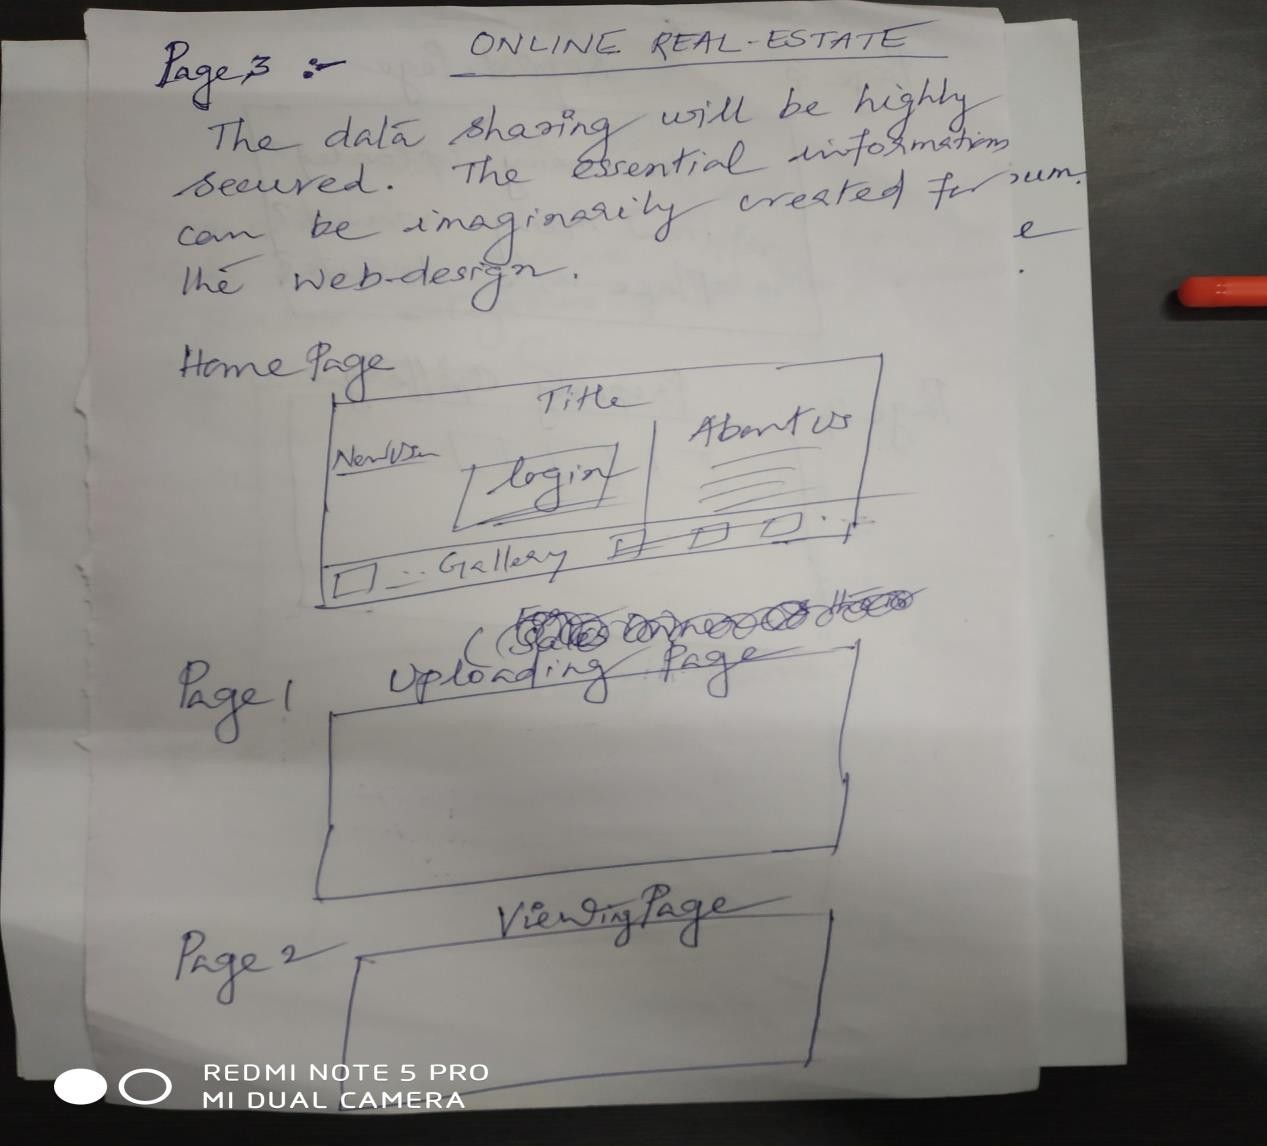 Page 3 :-
ONLINE REAL-ESTATE
The data sharing will be highly
secured. The essential information
can be imaginarily created for
the web-design.
um.
e
Home Page
Title
New User
login
About us
Gallery
Page 1
Uploading Page
Page 2
Viewing Page
REDMI NOTE 5 PRO
MI DUAL CAMERA